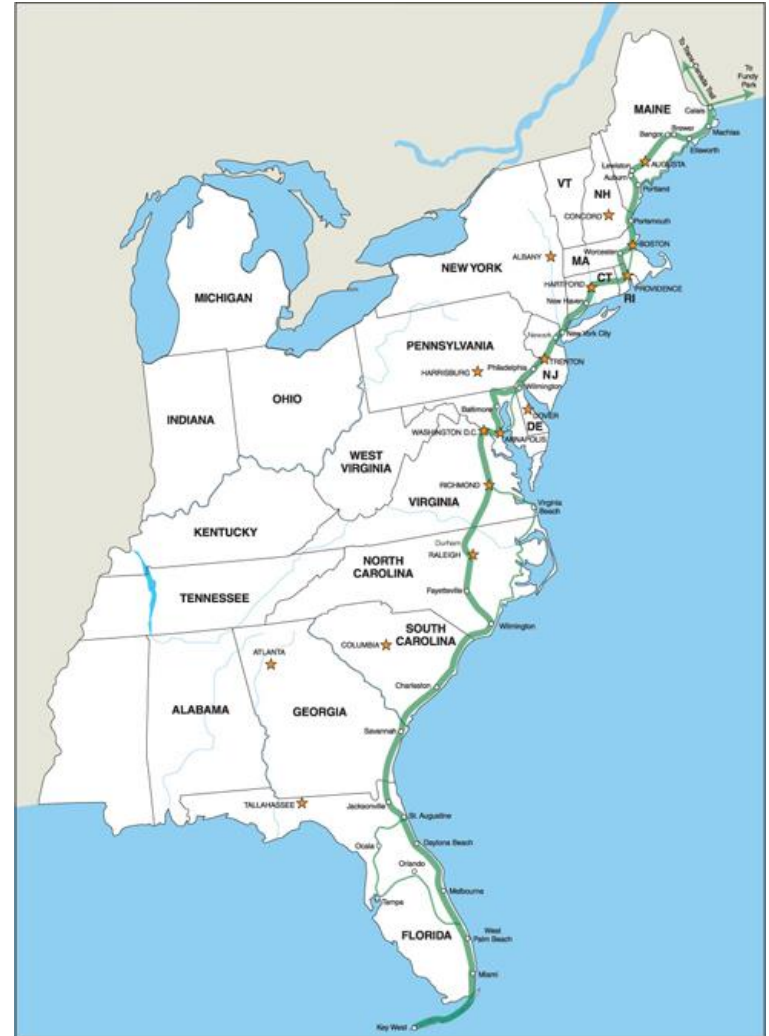 To Trans-Canada Trail
To
Fundy
Park
MAINE
Calais
Bangor
Brewer
Machias
Ellsworth
Lewiston
AUGUSTA
Auburn
Portland
VT
NH
CONCORD
Portsmouth
BOSTON
Worcester
ALBANY
MA
NEW YORK
HARTFORD
CT
PROVIDENCE
RI
New Haven
MICHIGAN
New York City
Newark
PENNSYLVANIA
TRENTON
Philadelphia
NJ
HARRISBURG
Wilmington
OHIO
INDIANA
Baltimore
DOVER
DE
WASHINGTON D.C.
ANNAPOLIS
WEST
VIRGINIA
RICHMOND
VIRGINIA
Virginia
Beach
KENTUCKY
Durham
RALEIGH
NORTH
CAROLINA
Fayetteville
TENNESSEE
Wilmington
SOUTH
CAROLINA
COLUMBIA
ATLANTA
Charleston
ALABAMA
GEORGIA
Savannah
TALLAHASSEE
Jacksonville
St. Augustine
Ocala
Daytona Beach
Orlando
Melbourne
Tampa
FLORIDA
West
Palm Beach
Miami
Key West